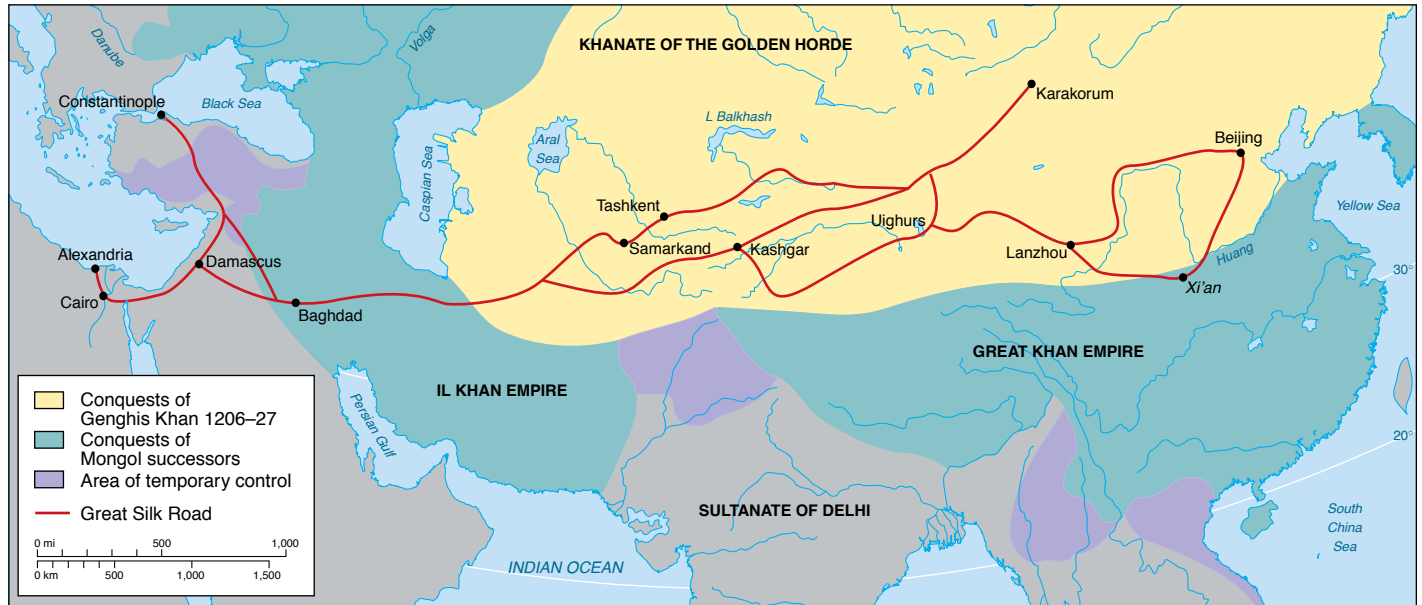 Danube
Volga
KHANATE OF THE GOLDEN HORDE
Constantinople
Black Sea
Karakorum
L Balkhash
Aral
Sea
Beijing
Caspian Sea
Tashkent
Yellow Sea
Uighurs
Samarkand
Kashgar
Lanzhou
Huang
Alexandria
Damascus
30°
Cairo
Xi'an
Baghdad
GREAT KHAN EMPIRE
IL KHAN EMPIRE
Persian Gulf
20°
Conquests of
Genghis Khan 1206–27
Conquests of
Mongol successors
Area of temporary control
Great Silk Road
0 mi 500 1,000
0 km 500 1,000 1,500
SULTANATE OF DELHI
South
China
Sea
INDIAN OCEAN